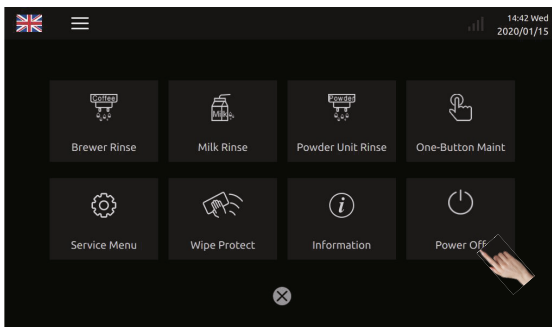 14:42 Wed
2020/01/15
Coffee
Milk
Powder
Brewer Rinse
Milk Rinse
Powder Unit Rinse
One-Button Maint
i
Service Menu
Wipe Protect
Information
Power Off